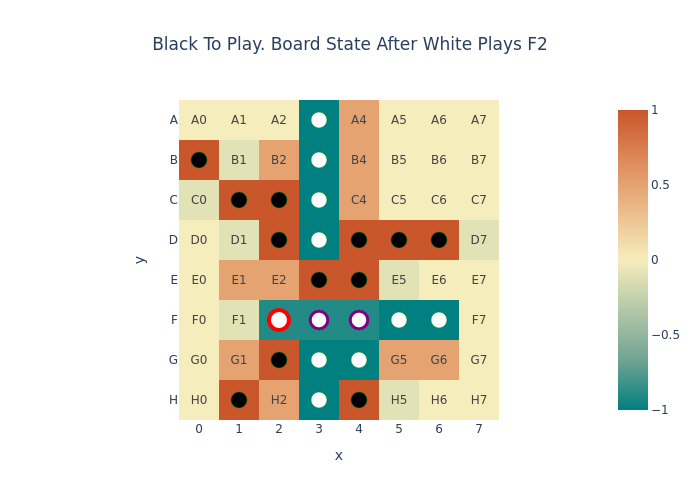 Black To Play. Board State After White Plays F2
A A0 A1 A2 A4 A5 A6 A7
B B1 B2 B4 B5 B6 B7
C C0 C4 C5 C6 C7
D D0 D1 D7
E E0 E1 E2 E5 E6 E7
F F0 F1 F7
G G0 G1 G5 G6 G7
H H0 H2 H5 H6 H7
0 1 2 3 4 5 6 7
x
y
1
0.5
0
−0.5
−1